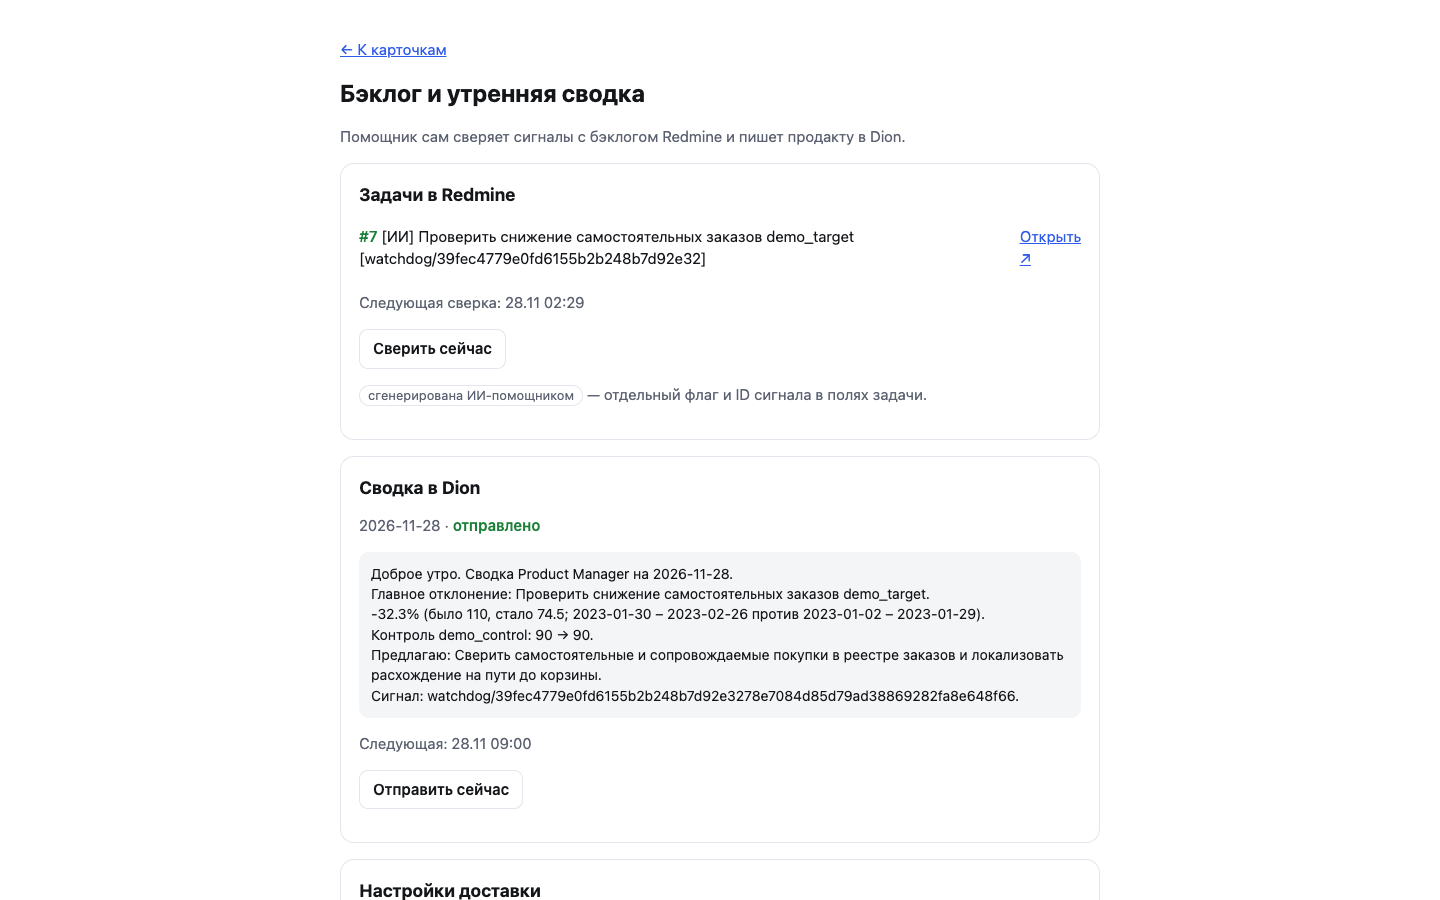 ← К карточкам
Бэклог и утренняя сводка
Помощник сам сверяет сигналы с бэклогом Redmine и пишет продакту в Dion.
Задачи в Redmine
#7 [ИИ] Проверить снижение самостоятельных заказов demo_target
[watchdog/39fec4779e0fd6155b2b248b7d92e32]
Открыть
↗
Следующая сверка: 28.11 02:29
Сверить сейчас
сгенерирована ИИ-помощником — отдельный флаг и ID сигнала в полях задачи.
Сводка в Dion
2026-11-28 · отправлено
Доброе утро. Сводка Product Manager на 2026-11-28.
Главное отклонение: Проверить снижение самостоятельных заказов demo_target.
-32.3% (было 110, стало 74.5; 2023-01-30 – 2023-02-26 против 2023-01-02 – 2023-01-29).
Контроль demo_control: 90 → 90.
Предлагаю: Сверить самостоятельные и сопровождаемые покупки в реестре заказов и локализовать
расхождение на пути до корзины.
Сигнал: watchdog/39fec4779e0fd6155b2b248b7d92e3278e7084d85d79ad38869282fa8e648f66.
Следующая: 28.11 09:00
Отправить сейчас
Настройки доставки